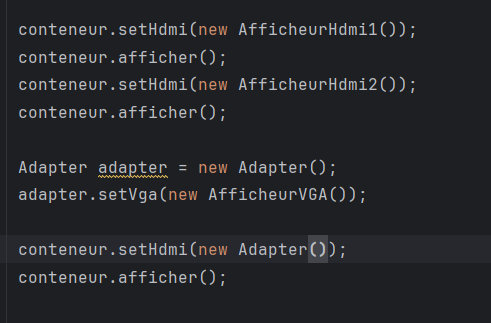 conteneur.setHdmi(new AfficheurHdmi1());
conteneur.afficher();
conteneur.setHdmi(new AfficheurHdmi2());
conteneur.afficher();
Adapter adapter = new Adapter();
adapter.setVga(new AfficheurVGA());
conteneur.setHdmi(new Adapter());
conteneur.afficher();